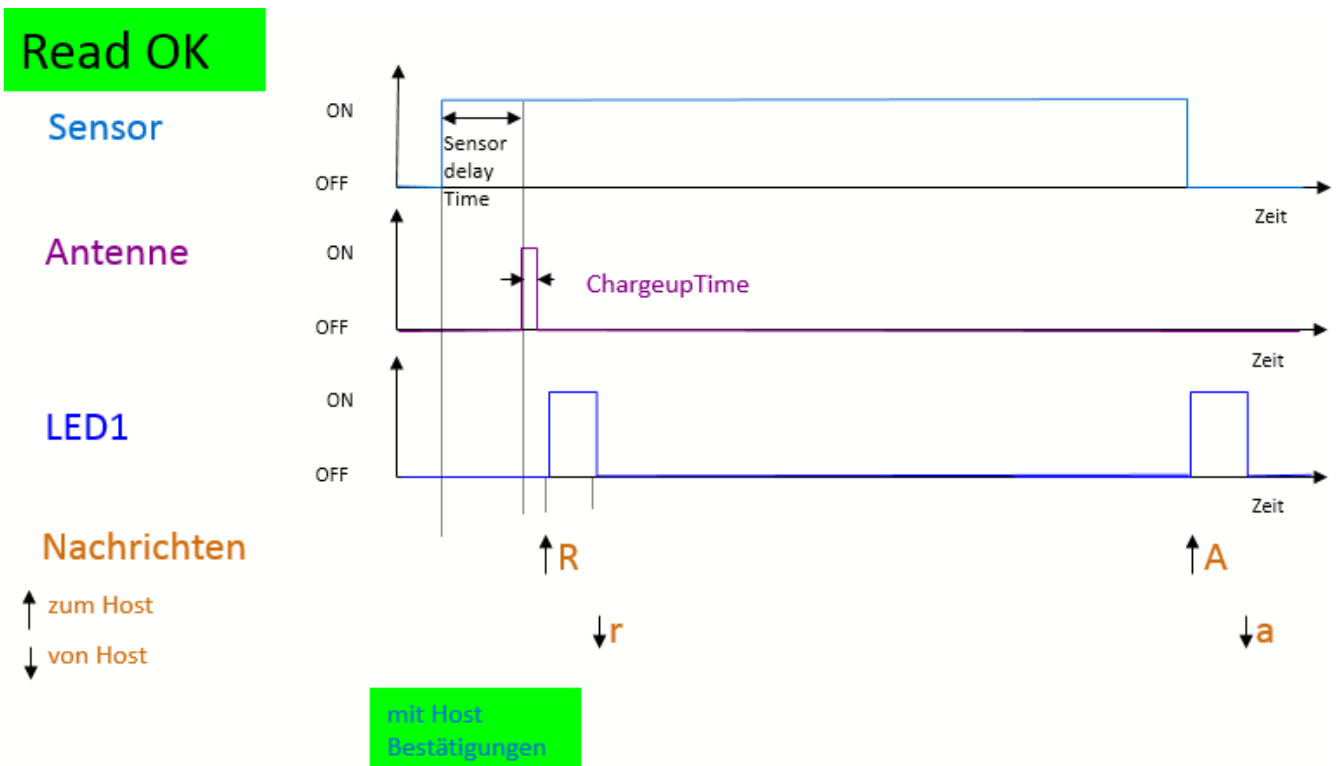 Read OK
Sensor
ON
OFF
Sensor
delay
Time
Zeit
Antenne
ON
OFF
ChargeupTime
Zeit
LED1
ON
OFF
Zeit
Nachrichten
R
A
zum Host
r
a
von Host
mit Host
Bestätigungen